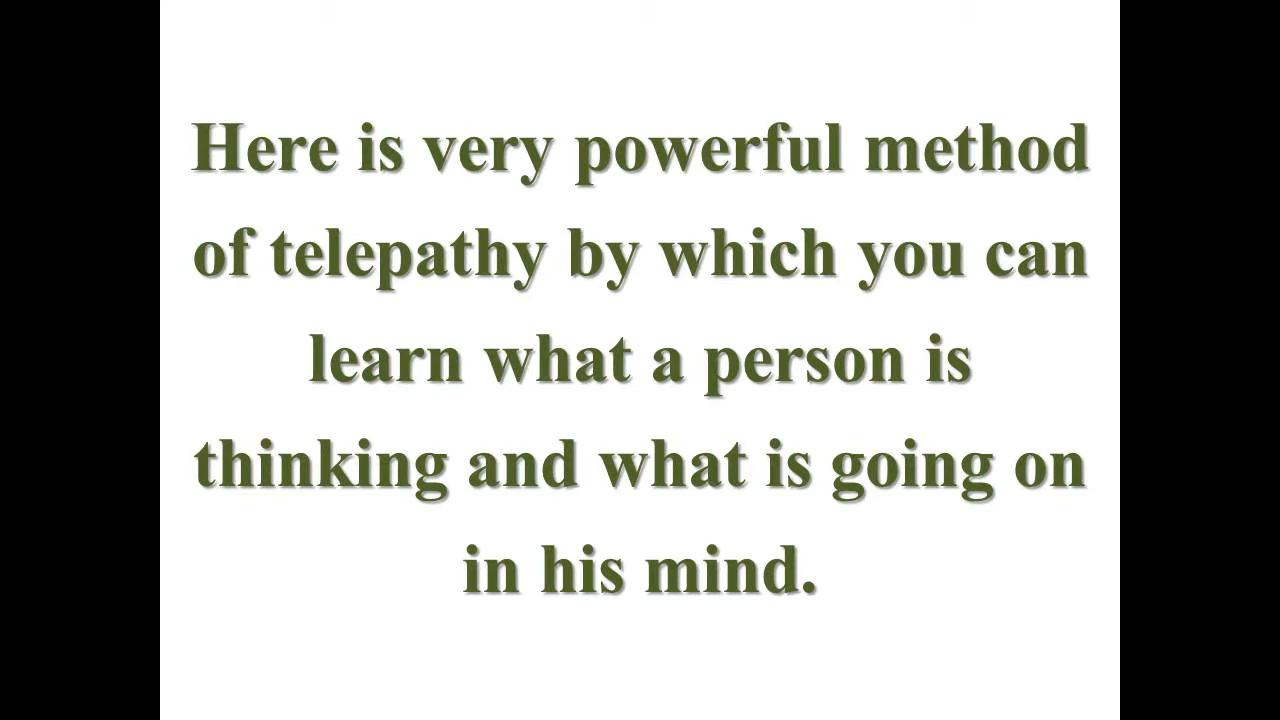 Here is very powerful method
of telepathy by which you can
learn what a person is
thinking and what is going on
in his mind.